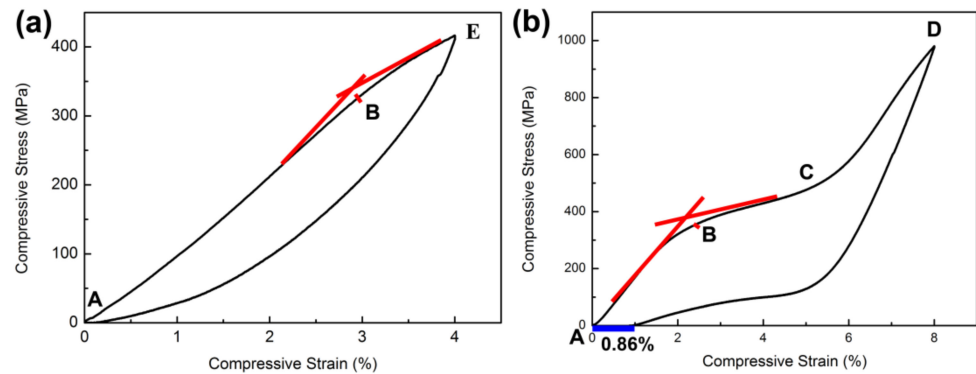 (a)
E
400
300
200
100
0
B
A
Compressive Stress (MPa)
0 1 2 3 4
Compressive Strain (%)
(b)
D
1000
800
600
400
200
0
C
B
A
0.86%
Compressive Stress (MPa)
0 2 4 6 8
Compressive Strain (%)